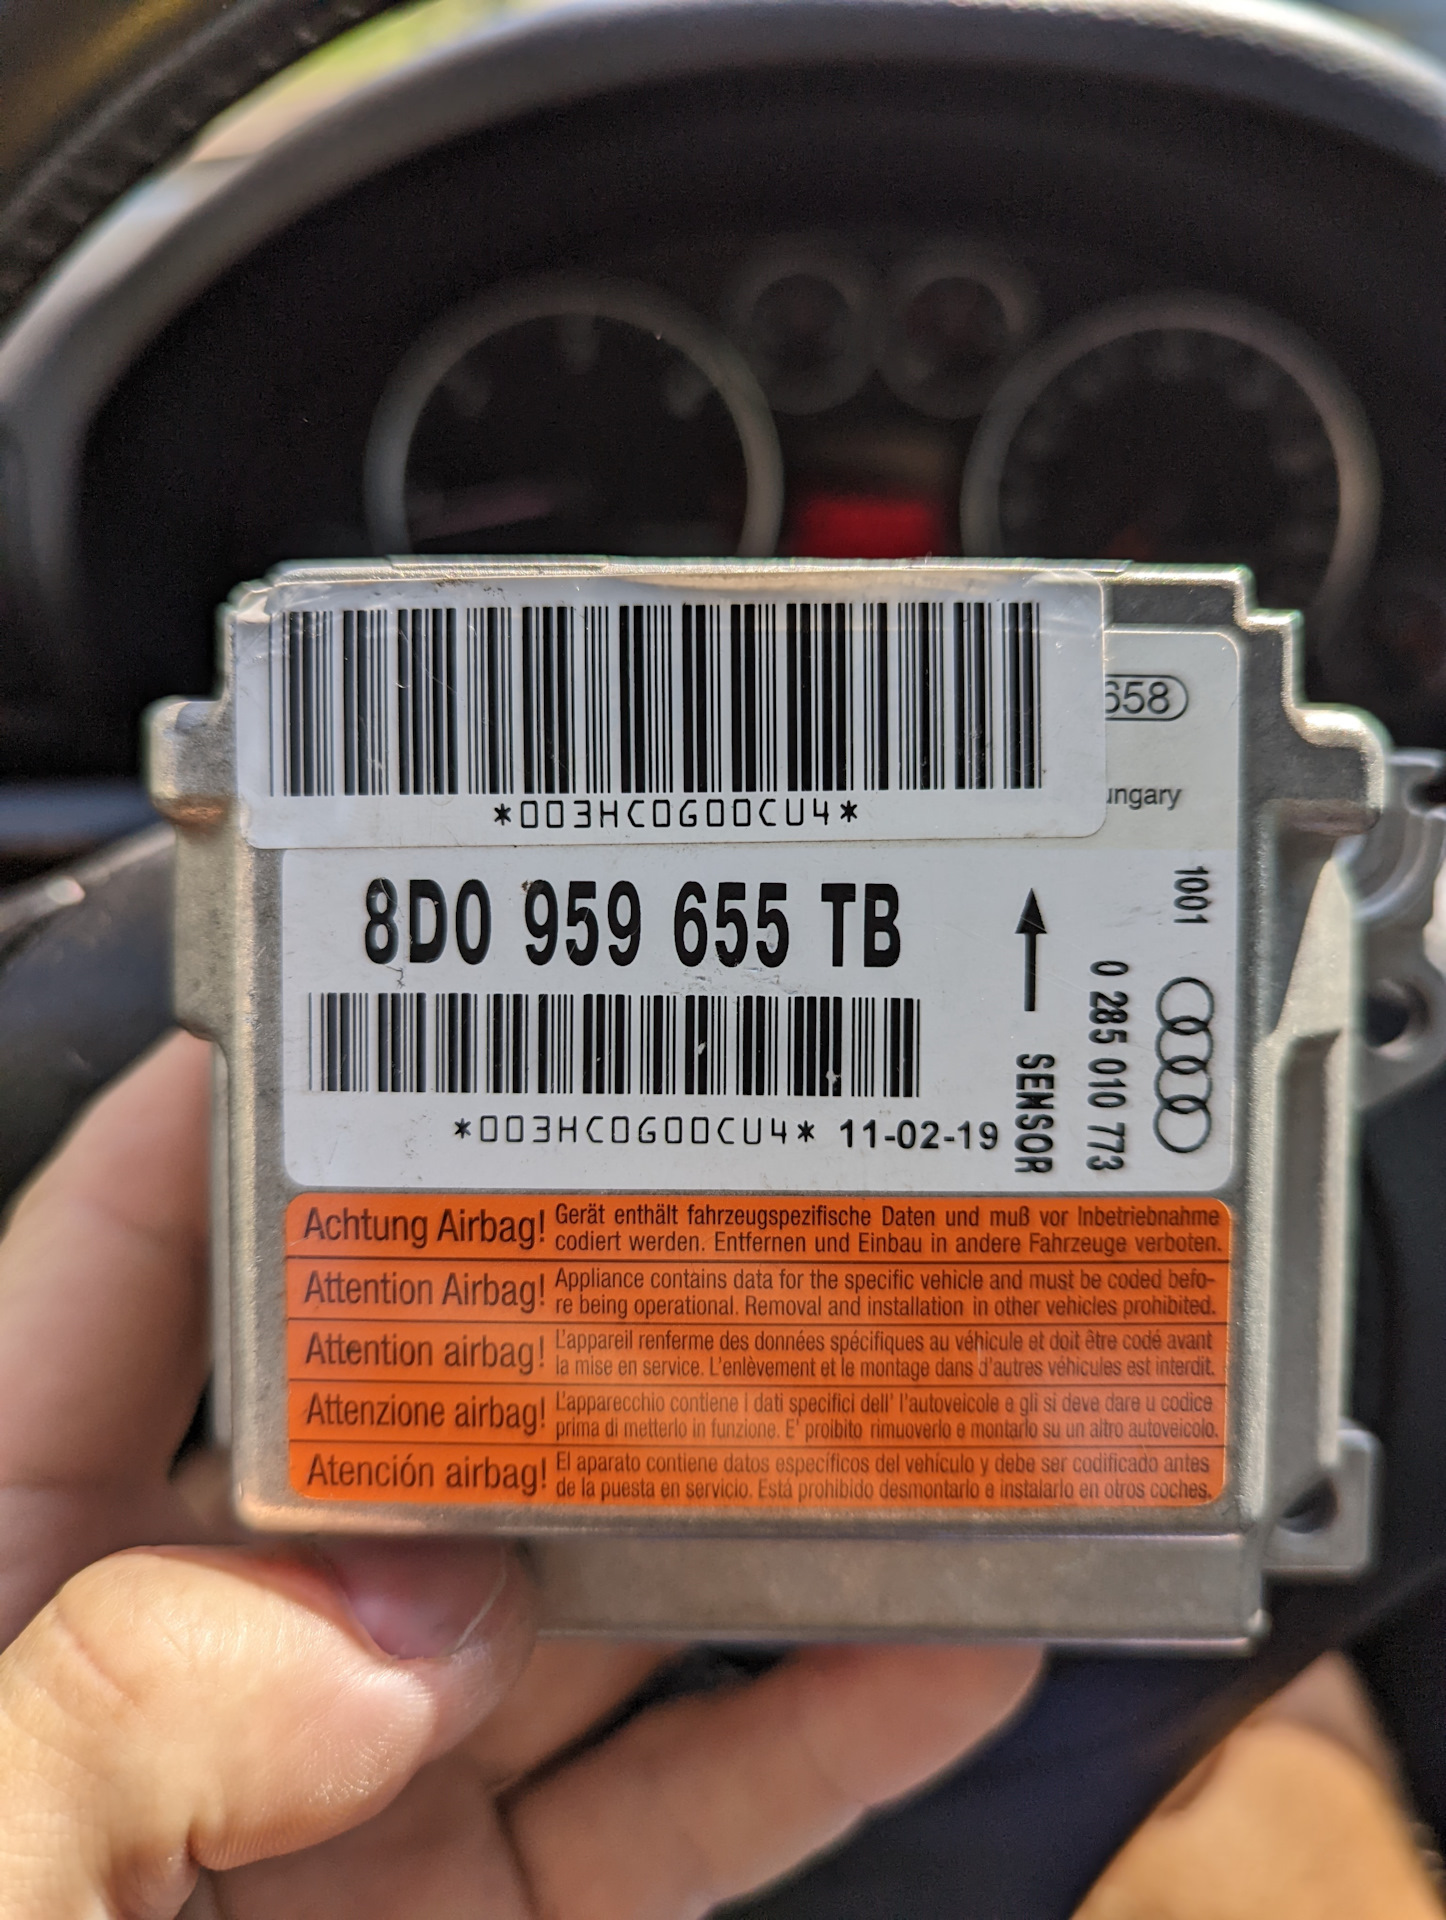 *003HC0G00CU4*
658
ungary
8D0 959 655 TB
1001
0 285 010 773
SENSOR
*003HC0G00CU4* 11-02-19
Achtung Airbag! Gerät enthält fahrzeugspezifische Daten und muß vor Inbetriebnahme
codiert werden. Entfernen und Einbau in andere Fahrzeuge verboten.
Attention Airbag! Appliance contains data for the specific vehicle and must be coded befo-
re being operational. Removal and installation in other vehicles prohibited.
Attention airbag! L'appareil renferme des données spécifiques au véhicule et doit être codé avant
la mise en service. L'enlèvement et le montage dans d'autres véhicules est interdit.
Attenzione airbag! L'apparecchio contiene i dati specifici dell' l'autoveicole e gli si deve dare u codice
prima di metterlo in funzione. E' proibito rimuoverlo e montarlo su un altro autoveicolo.
Atención airbag! El aparato contiene datos específicos del vehículo y debe ser codificado antes
de la puesta en servicio. Está prohibido desmontarlo e instalarlo en otros coches.